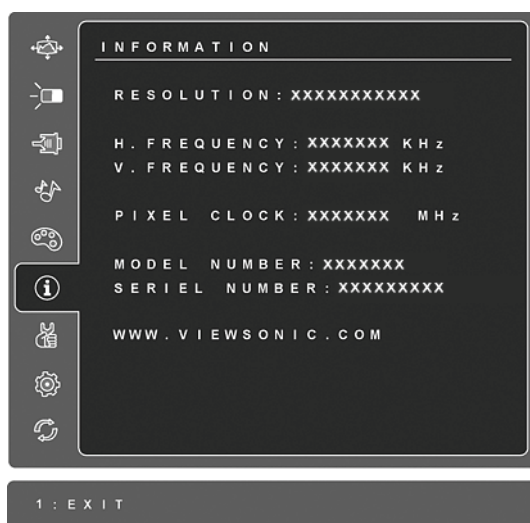 INFORMATION
RESOLUTION: XXXXXXXXXXX
H. FREQUENCY: XXXXXXX KHz
V. FREQUENCY: XXXXXXX KHz
PIXEL CLOCK: XXXXXXX MHz
MODEL NUMBER: XXXXXXX
SERIEL NUMBER: XXXXXXXXX
WWW.VIEWSONIC.COM
1: EXIT